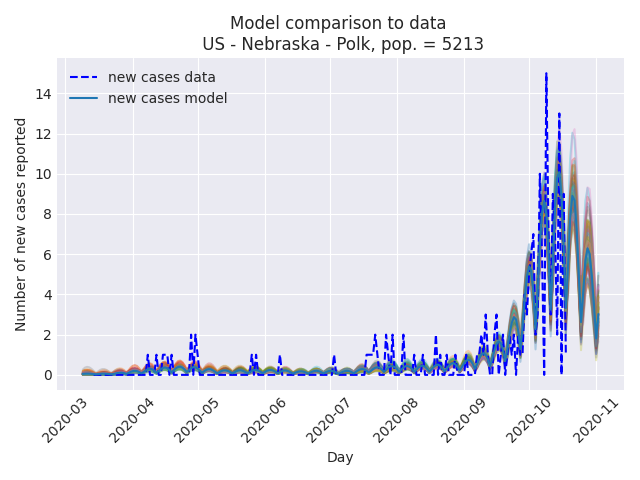 Model comparison to data
US - Nebraska - Polk, pop. = 5213
new cases data
new cases model
Number of new cases reported
14
12
10
8
6
4
2
0
2020-03
2020-04
2020-05
2020-06
2020-07
2020-08
2020-09
2020-10
2020-11
Day